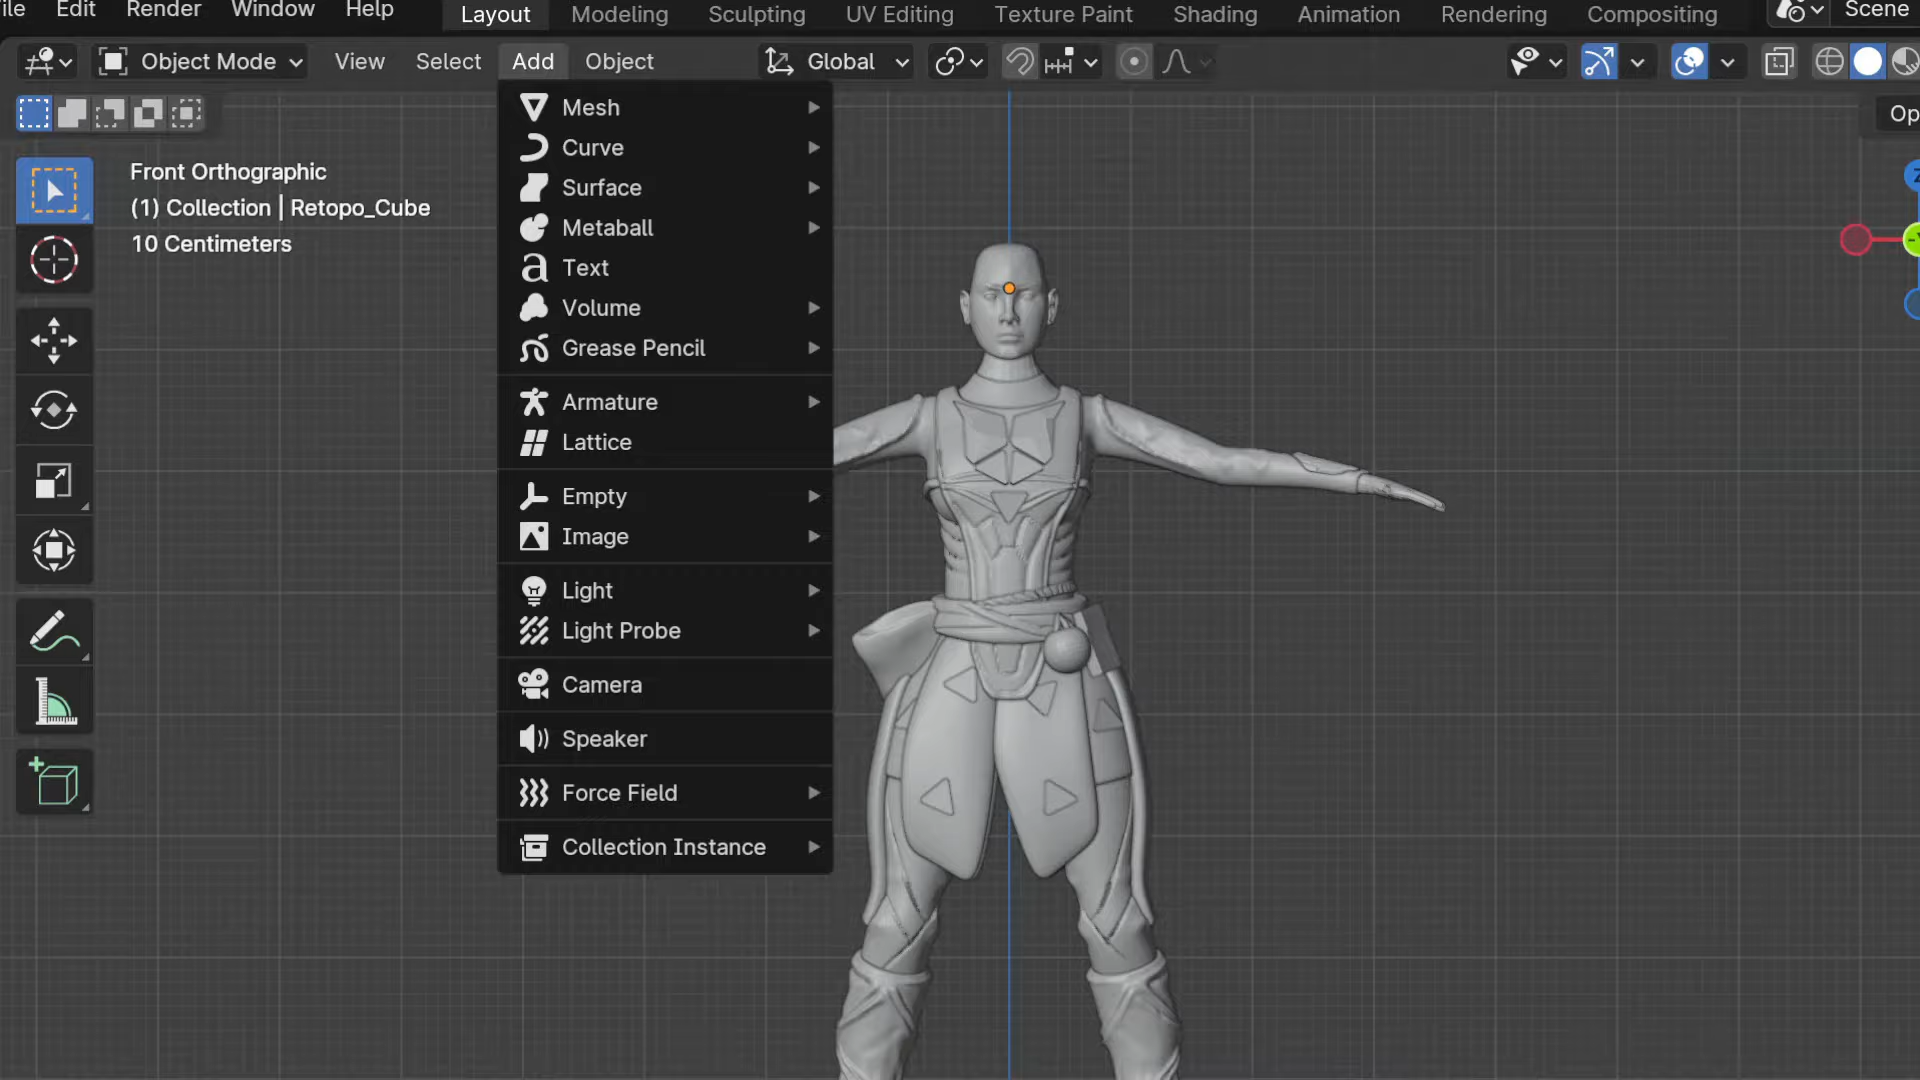 Edit Render Window Help Layout Modeling Sculpting UV Editing Texture Paint Shading Animation Rendering Compositing Scene
Object Mode View Select Add Object Global
Front Orthographic
(1) Collection | Retopo_Cube
10 Centimeters
Mesh
Curve
Surface
Metaball
Text
Volume
Grease Pencil
Armature
Lattice
Empty
Image
Light
Light Probe
Camera
Speaker
Force Field
Collection Instance